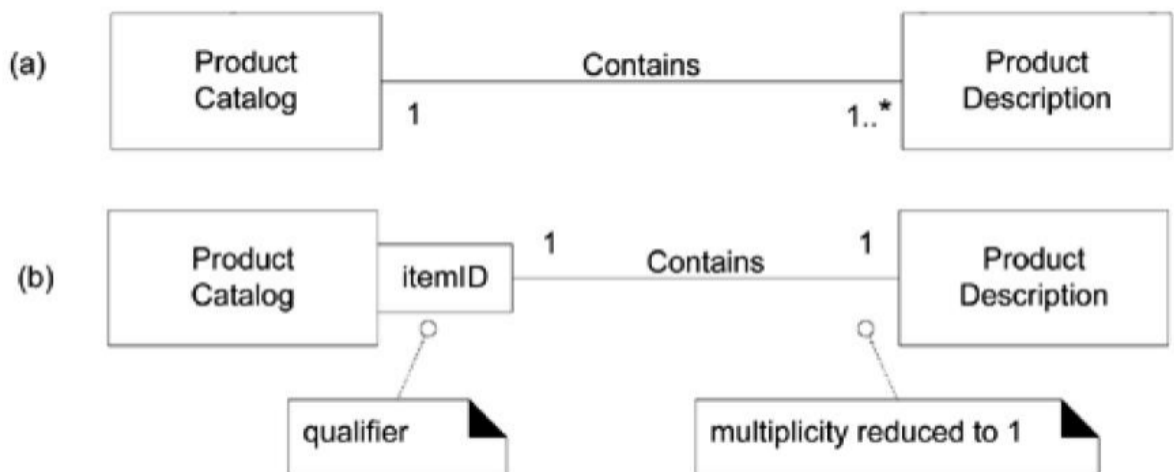 (a)
Product
Catalog
Contains
1
1..*
Product
Description
(b)
Product
Catalog
itemID
1
Contains
1
Product
Description
qualifier
multiplicity reduced to 1